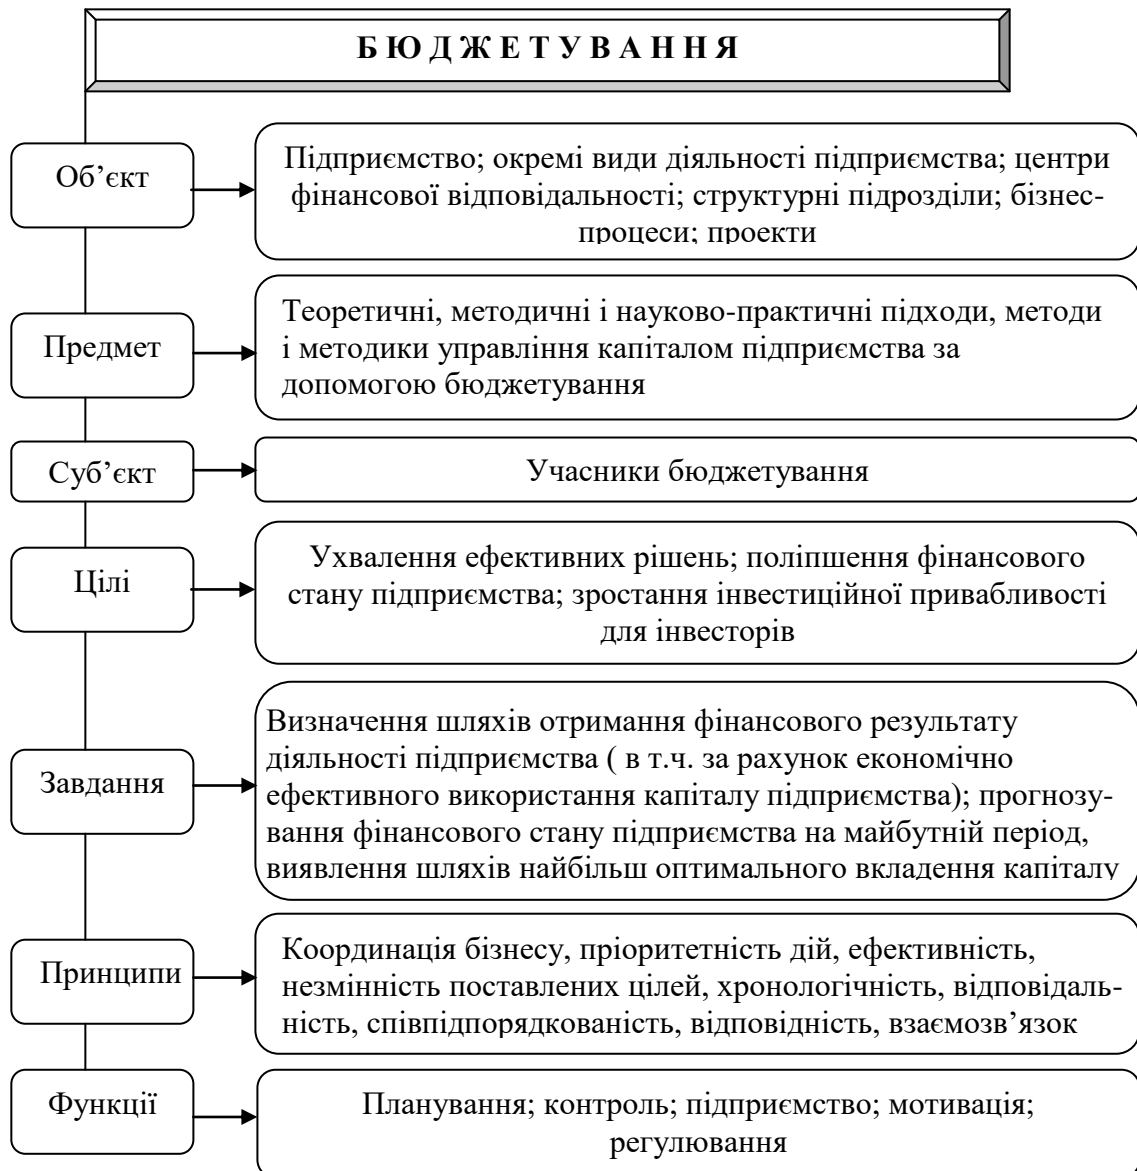 БЮДЖЕТУВАННЯ
Об’єкт
Підприємство; окремі види діяльності підприємства; центри
фінансової відповідальності; структурні підрозділи; бізнес-
процеси; проекти
Предмет
Теоретичні, методичні і науково-практичні підходи, методи
і методики управління капіталом підприємства за
допомогою бюджетування
Суб’єкт
Учасники бюджетування
Цілі
Ухвалення ефективних рішень; поліпшення фінансового
стану підприємства; зростання інвестиційної привабливості
для інвесторів
Завдання
Визначення шляхів отримання фінансового результату
діяльності підприємства ( в т.ч. за рахунок економічно
ефективного використання капіталу підприємства); прогнозу-
вання фінансового стану підприємства на майбутній період,
виявлення шляхів найбільш оптимального вкладення капіталу
Принципи
Координація бізнесу, пріоритетність дій, ефективність,
незмінність поставлених цілей, хронологічність, відповідаль-
ність, співпідпорядкованість, відповідність, взаємозв’язок
Функції
Планування; контроль; підприємство; мотивація;
регулювання